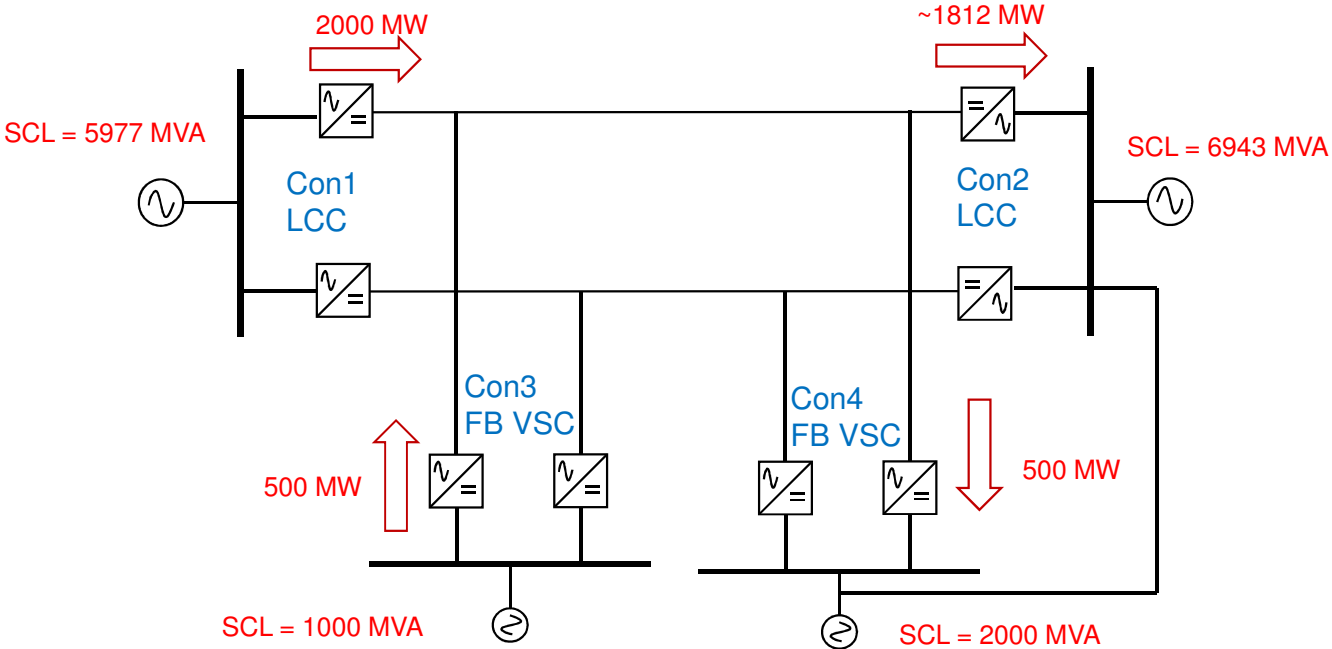 2000 MW
~1812 MW
SCL = 5977 MVA
SCL = 6943 MVA
Con1
LCC
Con2
LCC
Con3
FB VSC
Con4
FB VSC
500 MW
500 MW
SCL = 1000 MVA
SCL = 2000 MVA